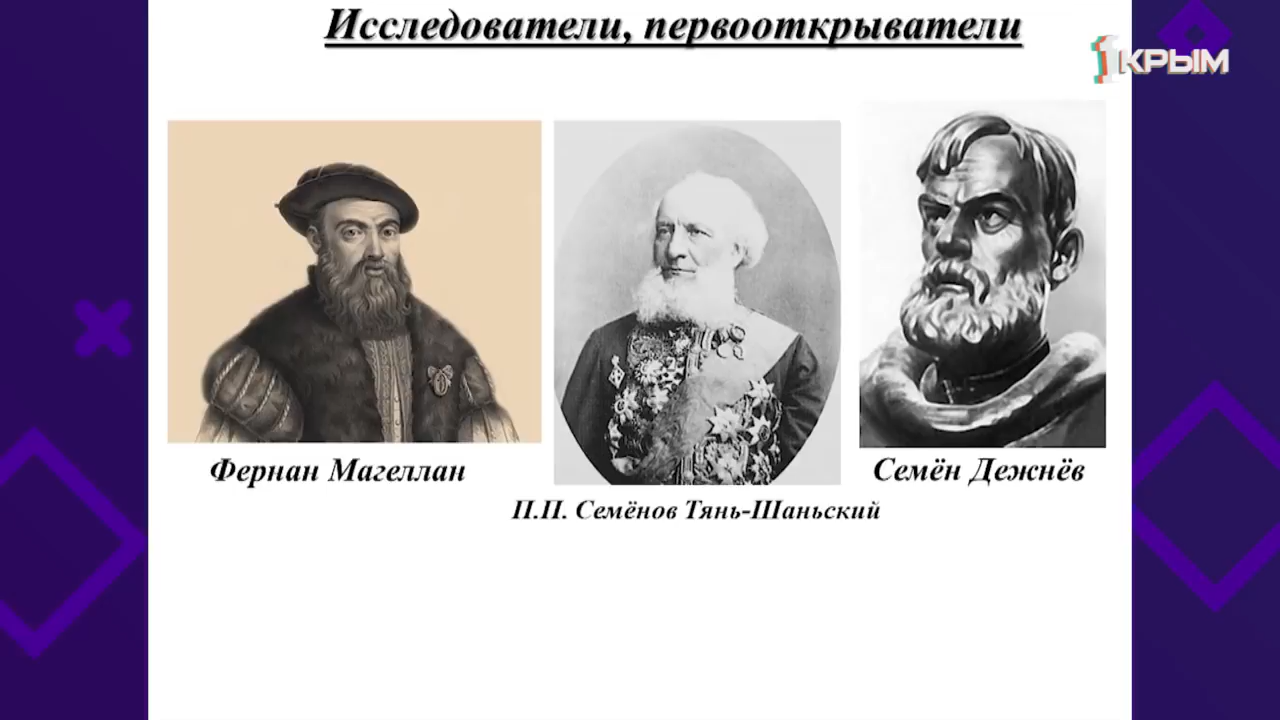 Исследователи, первооткрыватели
1КРЫМ
Фернан Магеллан
П.П. Семёнов Тянь-Шаньский
Семён Дежнёв